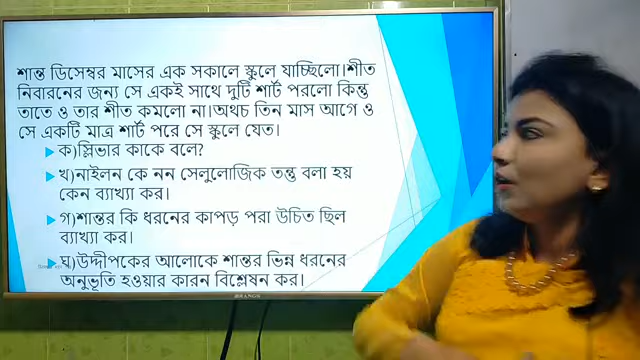 শান্ত ডিসেম্বর মাসের এক সকালে স্কুলে যাচ্ছিলো।শীত
নিবারনের জন্য সে একই সাথে দুটি শার্ট পরলো কিন্তু
তাতে ও তার শীত কমলো না।অথচ তিন মাস আগে ও
সে একটি মাত্র শার্ট পরে সে স্কুলে যেত।
ক)স্লিভার কাকে বলে?
খ)নাইলন কে নন সেলুলোজিক তন্তু বলা হয়
কেন ব্যাখ্যা কর।
গ)শান্তর কি ধরনের কাপড় পরা উচিত ছিল
ব্যাখ্যা কর।
ঘ)উদ্দীপকের আলোকে শান্তর ভিন্ন ধরনের
অনুভূতি হওয়ার কারন বিশ্লেষন কর।